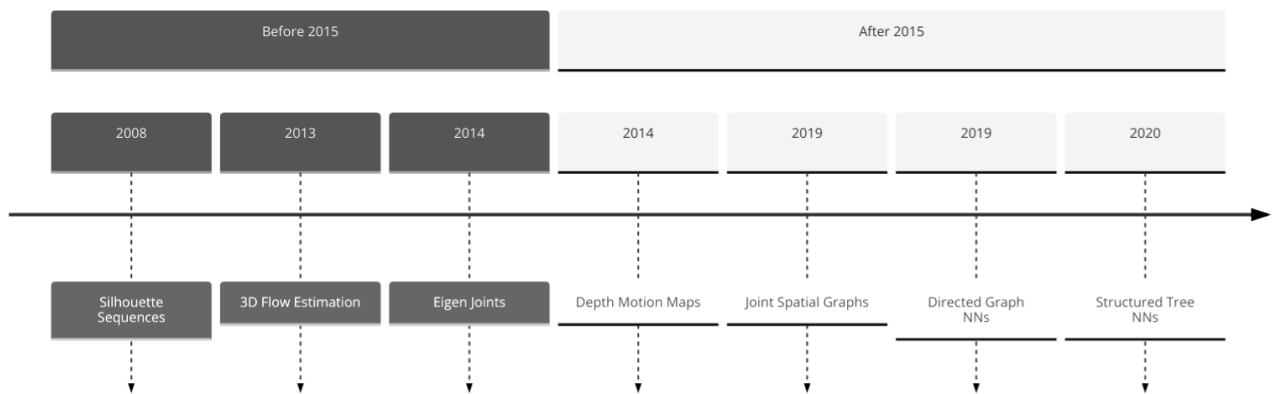 Before 2015
After 2015
2008
2013
2014
2014
2019
2019
2020
Silhouette
Sequences
3D Flow Estimation
Eigen Joints
Depth Motion Maps
Joint Spatial Graphs
Directed Graph
NNs
Structured Tree
NNs